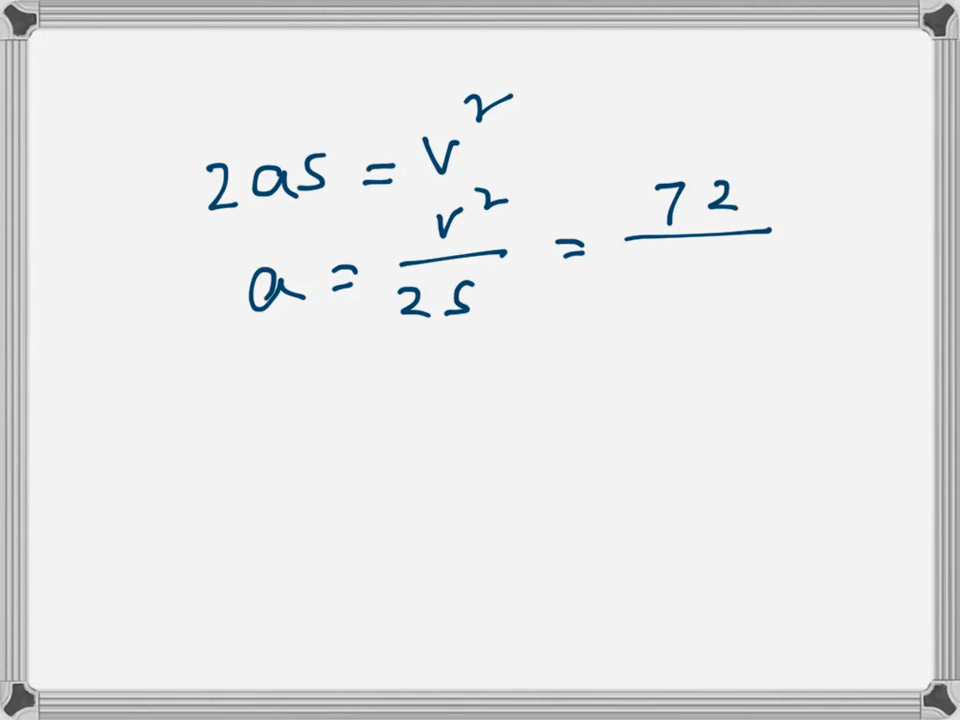 2as = v²
a = v²/2s = 72/